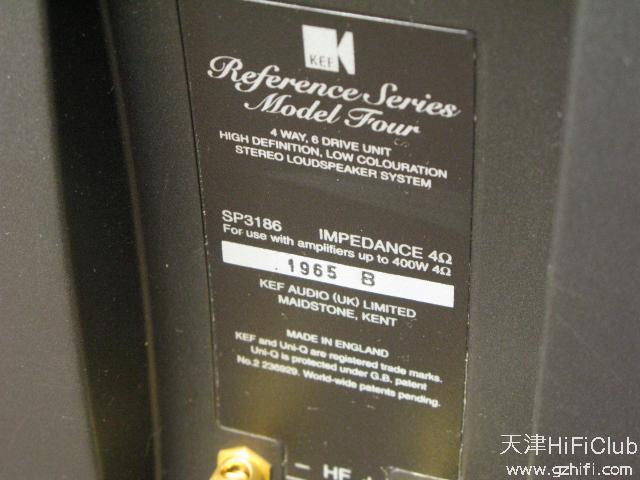 KEF
Reference Series
Model Four
4 WAY, 6 DRIVE UNIT
HIGH DEFINITION, LOW COLOURATION
STEREO LOUDSPEAKER SYSTEM
SP3186 IMPEDANCE 4Ω
For use with amplifiers up to 400W 4Ω
1965 B
KEF AUDIO (UK) LIMITED
MAIDSTONE, KENT
MADE IN ENGLAND
KEF and Uni-Q are registered trade marks.
Uni-Q is protected under G.B. patent
No.2 236929. World-wide patents pending.
− HF +
天津HiFiClub
www.gzhifi.com